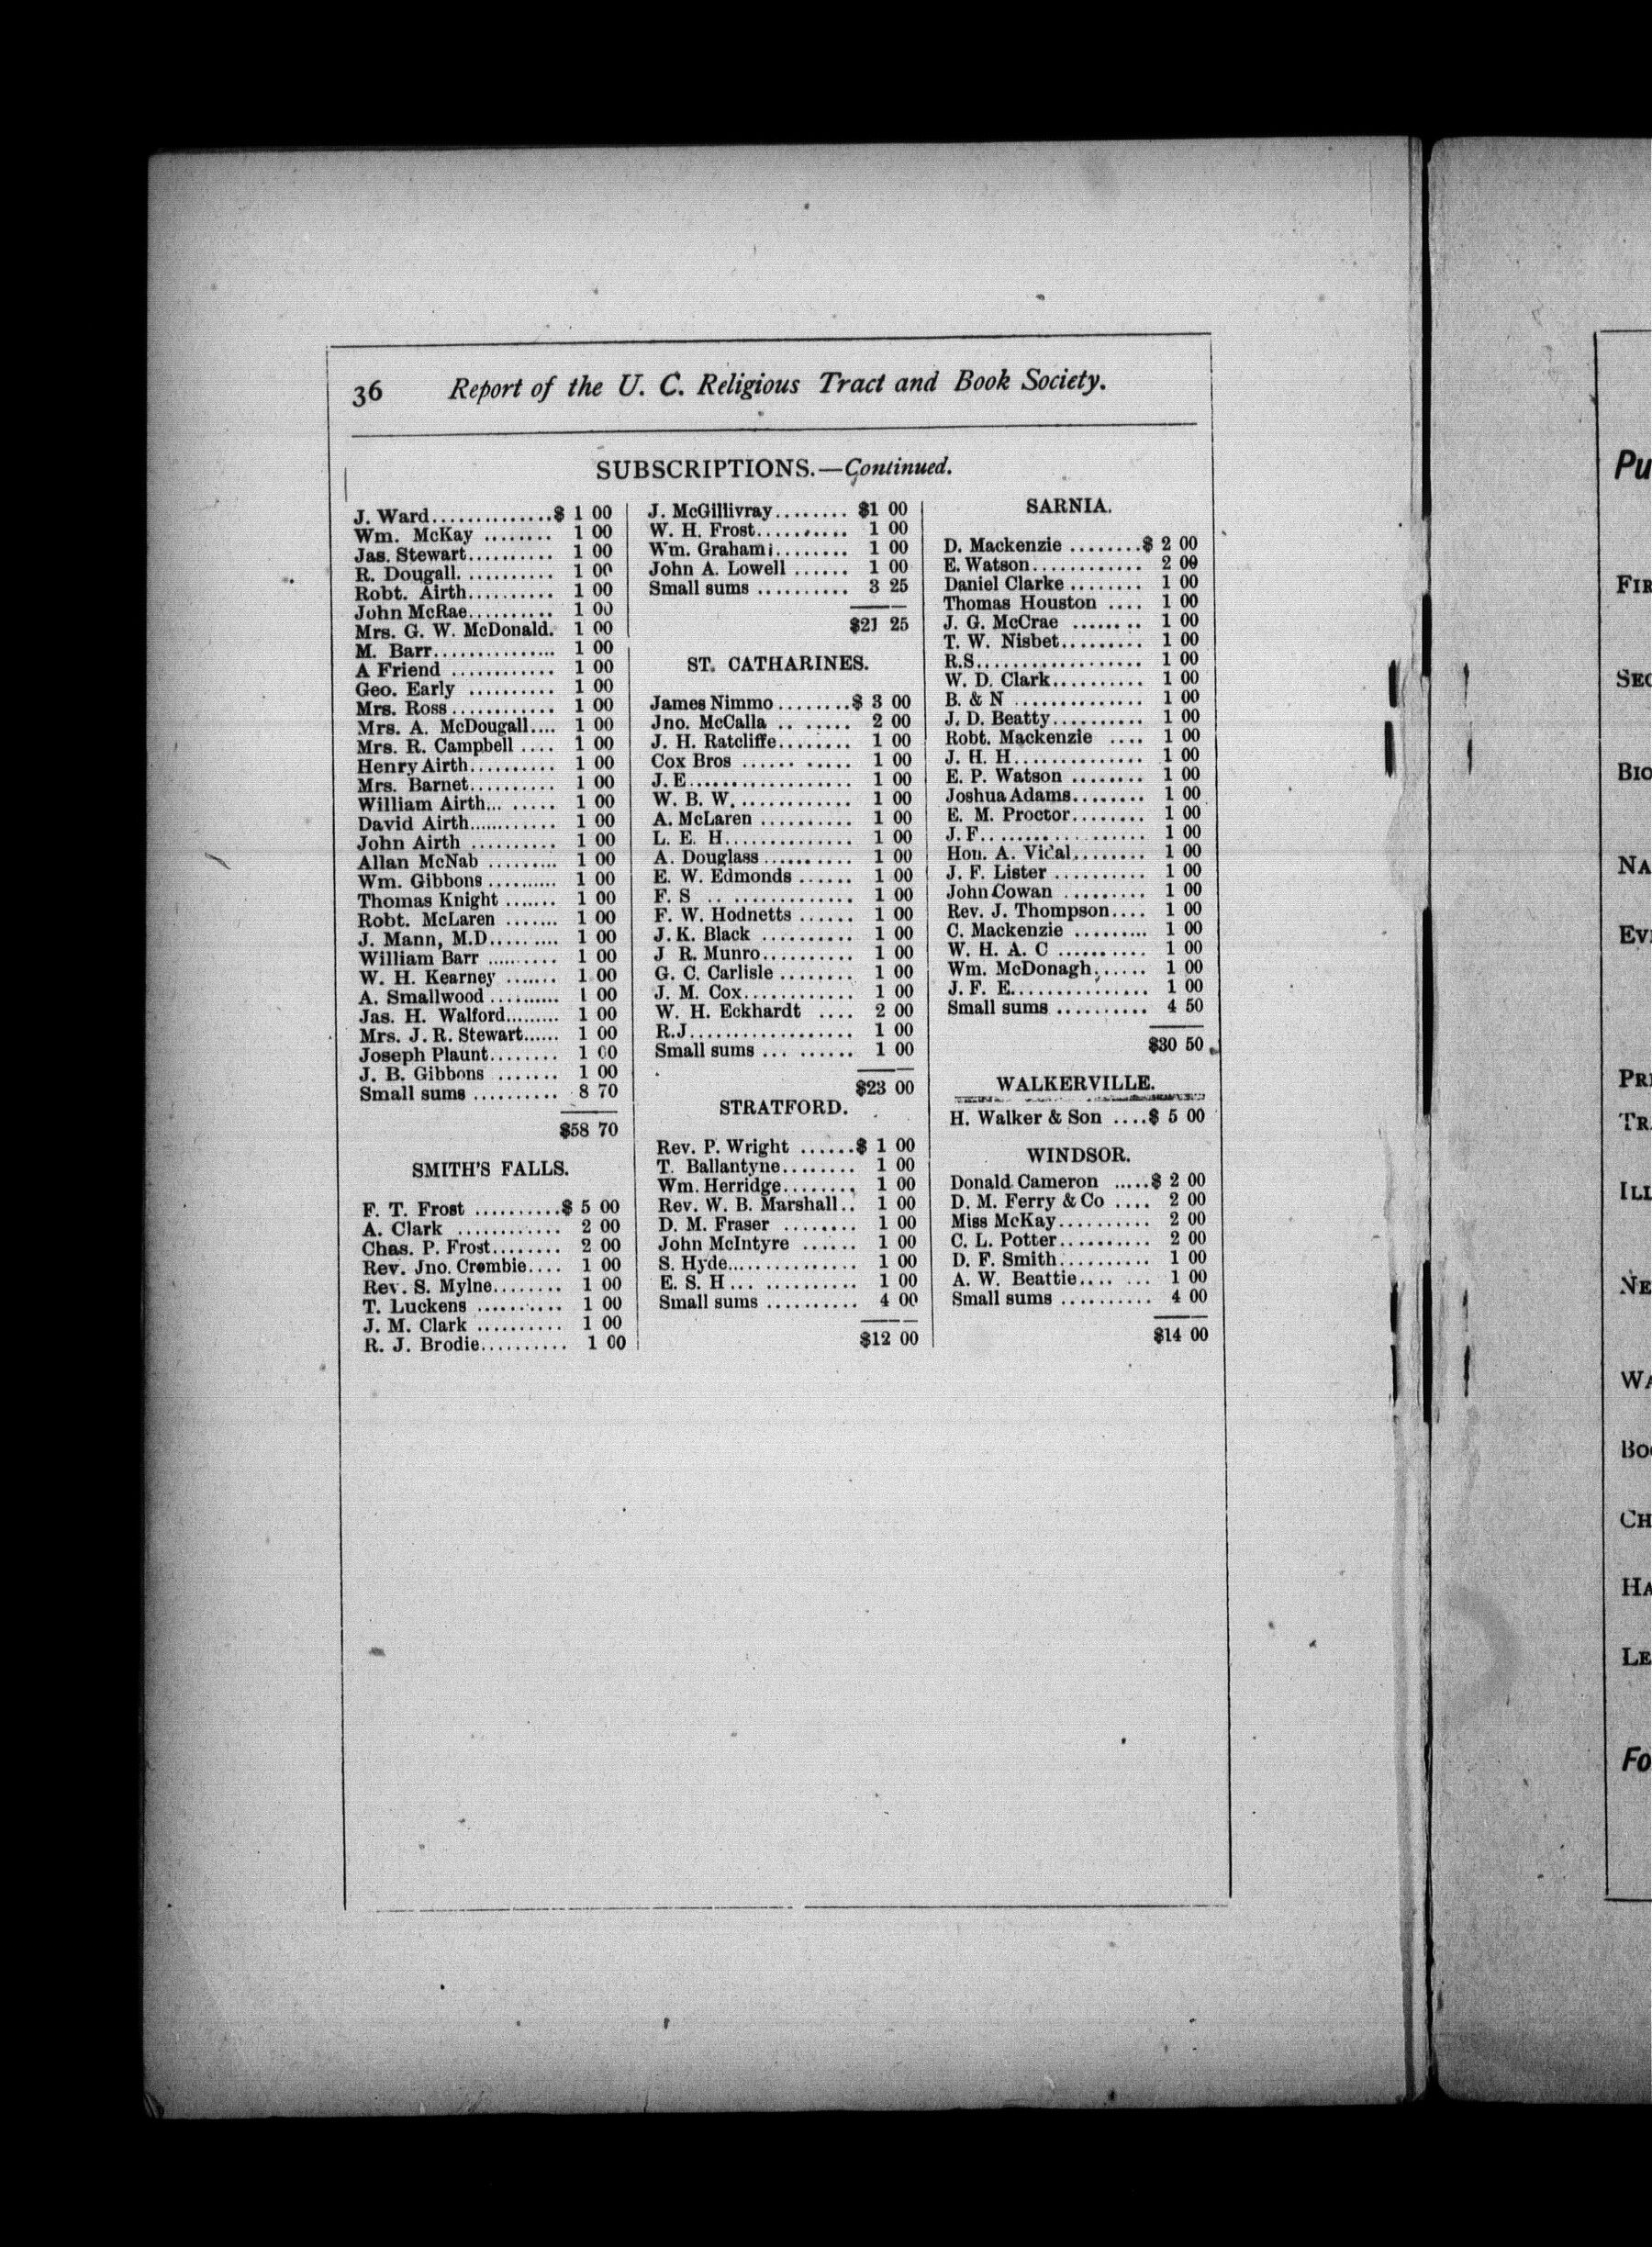 36 Report of the U. C. Religious Tract and Book Society.
SUBSCRIPTIONS.—Continued.
J. Ward..............$ 1 00
Wm. McKay ........ 1 00
Jas. Stewart.......... 1 00
R. Dougall. .......... 1 00
Robt. Airth.......... 1 00
John McRae.......... 1 00
Mrs. G. W. McDonald. 1 00
M. Barr.............. 1 00
A Friend ............ 1 00
Geo. Early .......... 1 00
Mrs. Ross............ 1 00
Mrs. A. McDougall.... 1 00
Mrs. R. Campbell .... 1 00
Henry Airth.......... 1 00
Mrs. Barnet.......... 1 00
William Airth... ..... 1 00
David Airth............ 1 00
John Airth .......... 1 00
Allan McNab ......... 1 00
Wm. Gibbons.......... 1 00
Thomas Knight ....... 1 00
Robt. McLaren ....... 1 00
J. Mann, M.D......... 1 00
William Barr .......... 1 00
W. H. Kearney ....... 1 00
A. Smallwood.......... 1 00
Jas. H. Walford......... 1 00
Mrs. J. R. Stewart...... 1 00
Joseph Plaunt........ 1 00
J. B. Gibbons ....... 1 00
Small sums .......... 8 70
$58 70
SMITH'S FALLS.
F. T. Frost ..........$ 5 00
A. Clark ............ 2 00
Chas. P. Frost........ 2 00
Rev. Jno. Crombie.... 1 00
Rev. S. Mylne........ 1 00
T. Luckens .......... 1 00
J. M. Clark .......... 1 00
R. J. Brodie.......... 1 00
J. McGillivray........ $1 00
W. H. Frost.......... 1 00
Wm. Graham........ 1 00
John A. Lowell ...... 1 00
Small sums .......... 3 25
$21 25
ST. CATHARINES.
James Nimmo........$ 3 00
Jno. McCalla .. ...... 2 00
J. H. Ratcliffe........ 1 00
Cox Bros ...... ..... 1 00
J. E.................. 1 00
W. B. W............. 1 00
A. McLaren .......... 1 00
L. E. H.............. 1 00
A. Douglass.......... 1 00
E. W. Edmonds ...... 1 00
F. S .. ............. 1 00
F. W. Hodnetts ...... 1 00
J. K. Black .......... 1 00
J R. Munro.......... 1 00
G. C. Carlisle ........ 1 00
J. M. Cox............ 1 00
W. H. Eckhardt .... 2 00
R.J.................. 1 00
Small sums ... ...... 1 00
$23 00
STRATFORD.
Rev. P. Wright ......$ 1 00
T. Ballantyne........ 1 00
Wm. Herridge........ 1 00
Rev. W. B. Marshall.. 1 00
D. M. Fraser ........ 1 00
John McIntyre ...... 1 00
S. Hyde.............. 1 00
E. S. H... .......... 1 00
Small sums .......... 4 00
$12 00
SARNIA.
D. Mackenzie ........$ 2 00
E. Watson............ 2 00
Daniel Clarke ........ 1 00
Thomas Houston .... 1 00
J. G. McCrae ........ 1 00
T. W. Nisbet......... 1 00
R.S.................. 1 00
W. D. Clark.......... 1 00
B. & N .............. 1 00
J. D. Beatty.......... 1 00
Robt. Mackenzie .... 1 00
J. H. H.............. 1 00
E. P. Watson ........ 1 00
Joshua Adams........ 1 00
E. M. Proctor........ 1 00
J. F.................. 1 00
Hon. A. Vidal........ 1 00
J. F. Lister .......... 1 00
John Cowan ......... 1 00
Rev. J. Thompson.... 1 00
C. Mackenzie ......... 1 00
W. H. A. C .......... 1 00
Wm. McDonagh...... 1 00
J. F. E............... 1 00
Small sums .......... 4 50
$30 50
WALKERVILLE.
H. Walker & Son ....$ 5 00
WINDSOR.
Donald Cameron .....$ 2 00
D. M. Ferry & Co .... 2 00
Miss McKay.......... 2 00
C. L. Potter.......... 2 00
D. F. Smith.......... 1 00
A. W. Beattie.... ... 1 00
Small sums .......... 4 00
$14 00
Pu
FIR
SEC
BIO
NA
EV
PRI
TR
ILL
NE
WA
BO
CH
HA
LE
Fo